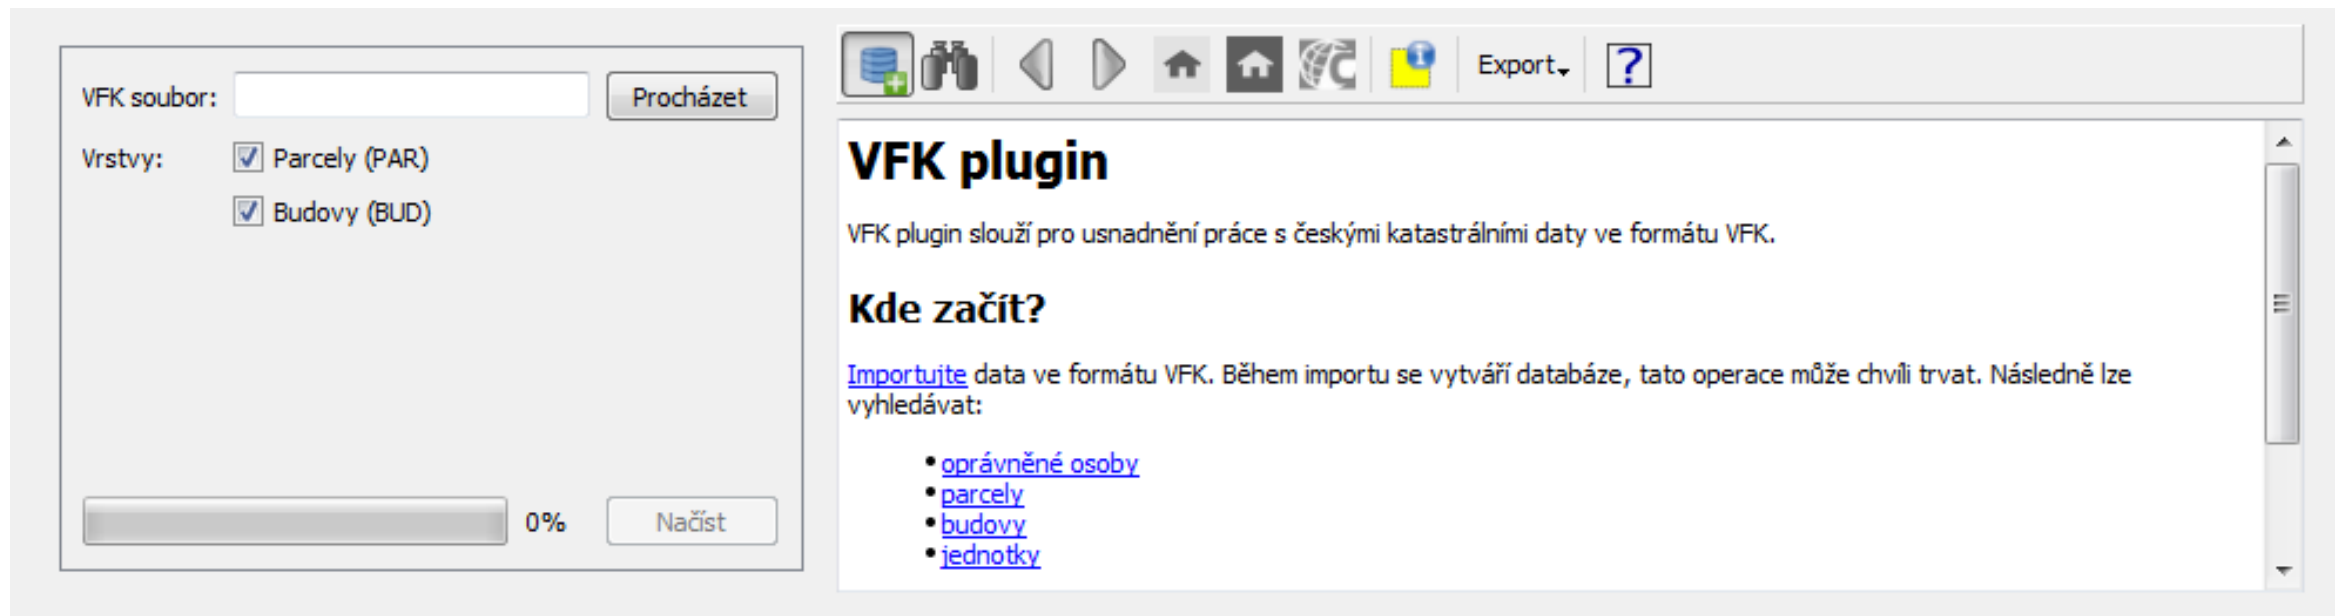 VFK soubor:
Procházet
Vrstvy:
Parcely (PAR)
Budovy (BUD)
0%
Načíst
Export
?
VFK plugin
VFK plugin slouží pro usnadnění práce s českými katastrálními daty ve formátu VFK.
Kde začít?
Importujte data ve formátu VFK. Během importu se vytváří databáze, tato operace může chvíli trvat. Následně lze
vyhledávat:
• oprávněné osoby
• parcely
• budovy
• jednotky